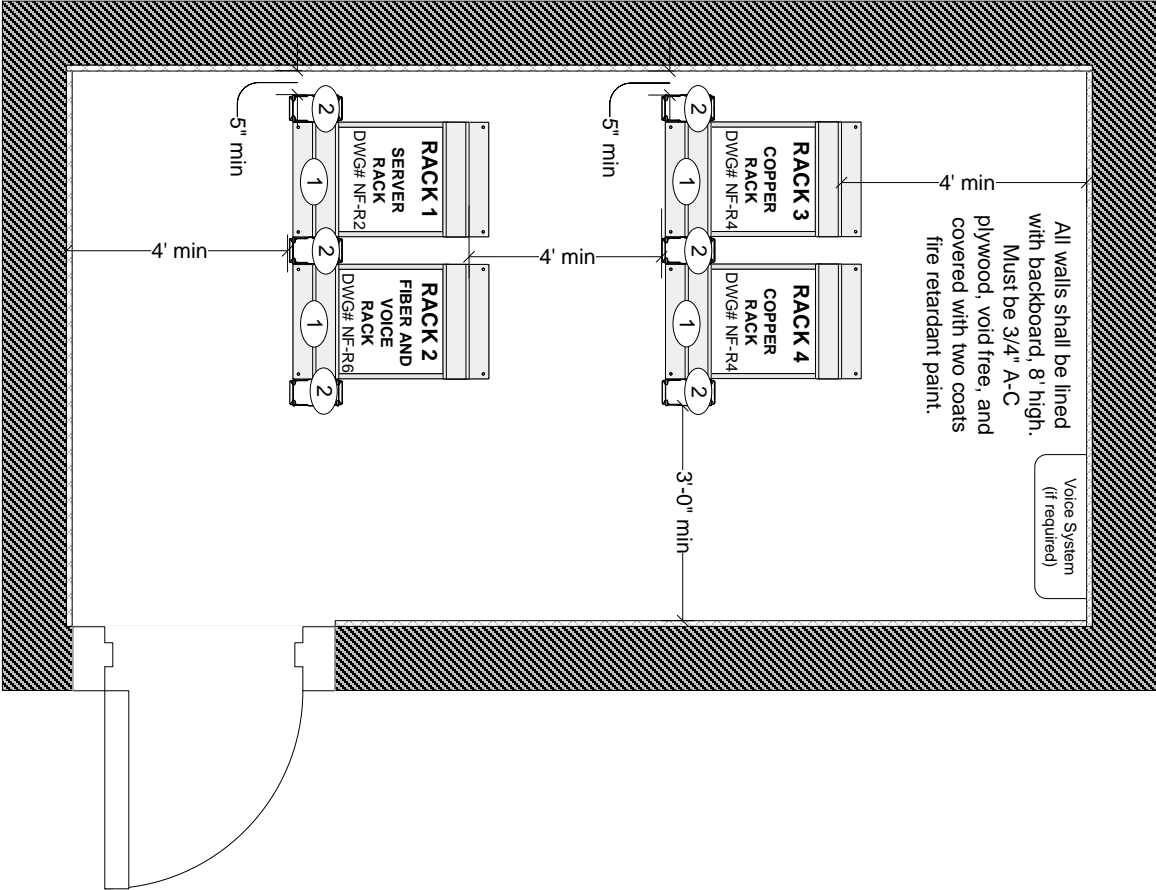 All walls shall be lined
with backboard, 8' high.
Must be 3/4" A-C
plywood, void free, and
covered with two coats
fire retardant paint.
Voice System
(if required)
4' min
RACK 3
COPPER
RACK
DWG# NF-R4
RACK 4
COPPER
RACK
DWG# NF-R4
2
1
2
1
2
5" min
3'-0" min
4' min
RACK 1
SERVER
RACK
DWG# NF-R2
RACK 2
FIBER AND
VOICE
RACK
DWG# NF-R6
2
1
2
1
2
5" min
4' min